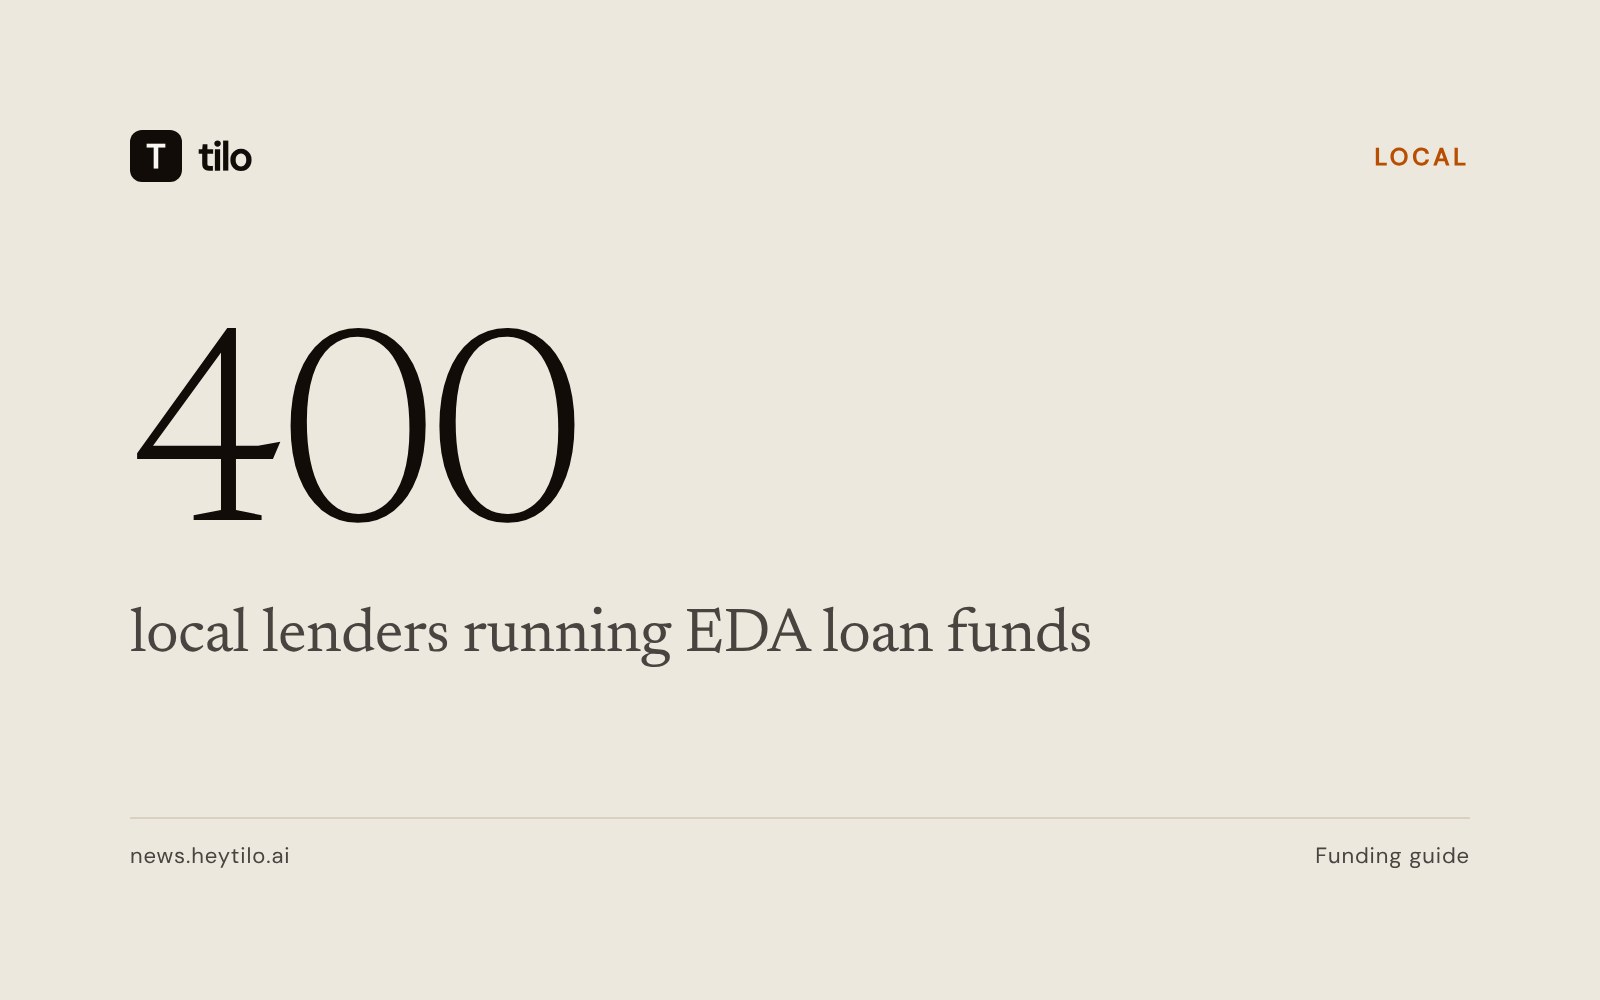 T tilo
LOCAL
400
local lenders running EDA loan funds
news.heytilo.ai
Funding guide